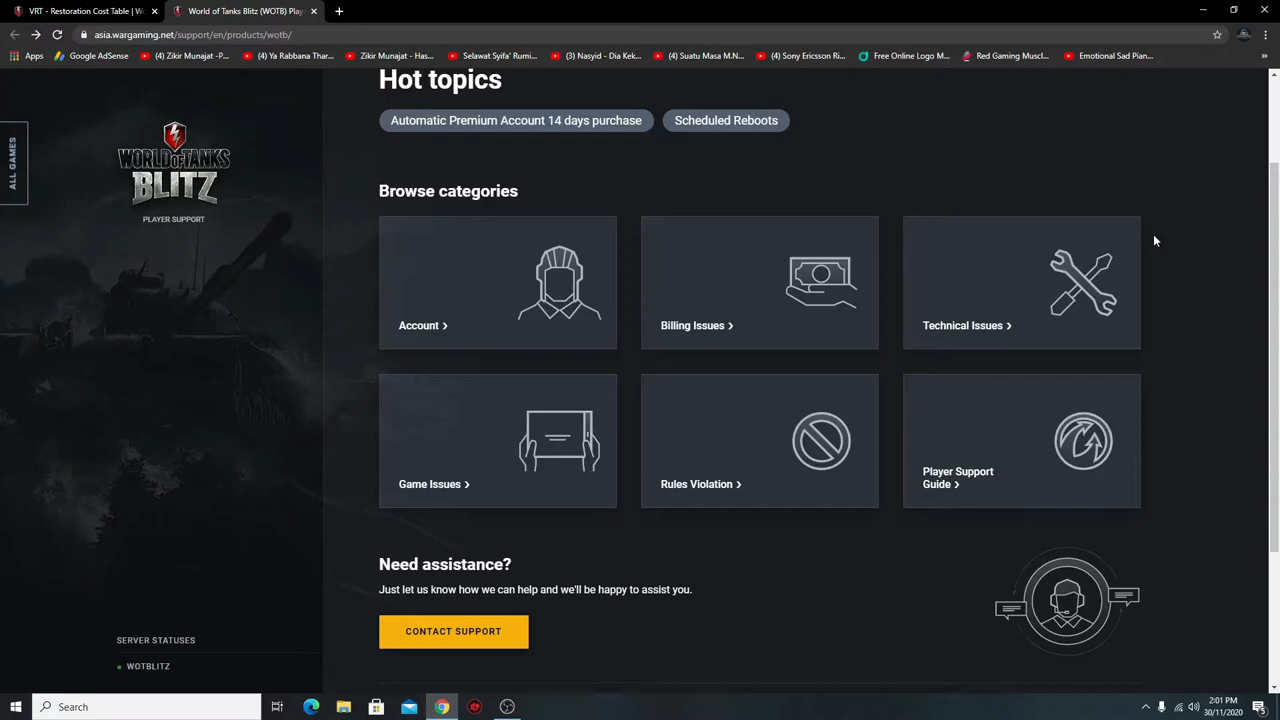 VRT - Restoration Cost Table | Wo
World of Tanks Blitz (WOTB) Play
asia.wargaming.net/support/en/products/wotb/
Apps
Google AdSense
(4) Zikir Munajat -P...
(4) Ya Rabbana Thar...
Zikir Munajat - Has...
Selawat Syifa' Rumi...
(3) Nasyid - Dia Kek...
(4) Suatu Masa M.N...
(4) Sony Ericsson Ri...
Free Online Logo M...
Red Gaming Muscl...
Emotional Sad Pian...
»
ALL GAMES
WORLD OF TANKS
BLITZ
PLAYER SUPPORT
SERVER STATUSES
WOTBLITZ
Hot topics
Automatic Premium Account 14 days purchase
Scheduled Reboots
Browse categories
Account ›
Billing Issues ›
Technical Issues ›
Game Issues ›
Rules Violation ›
Player Support
Guide ›
Need assistance?
Just let us know how we can help and we'll be happy to assist you.
CONTACT SUPPORT
Search
2:01 PM
30/11/2020
5